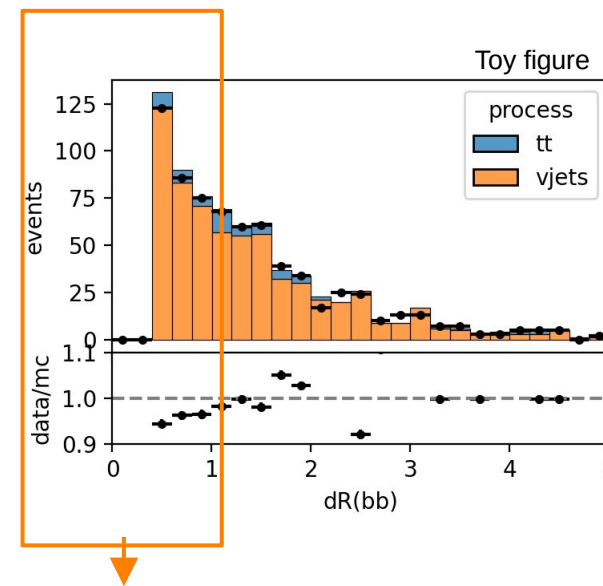 Toy figure
process
tt
vjets
events
125
100
75
50
25
0
data/mc
1.1
1.0
0.9
0 1 2 3 4
dR(bb)